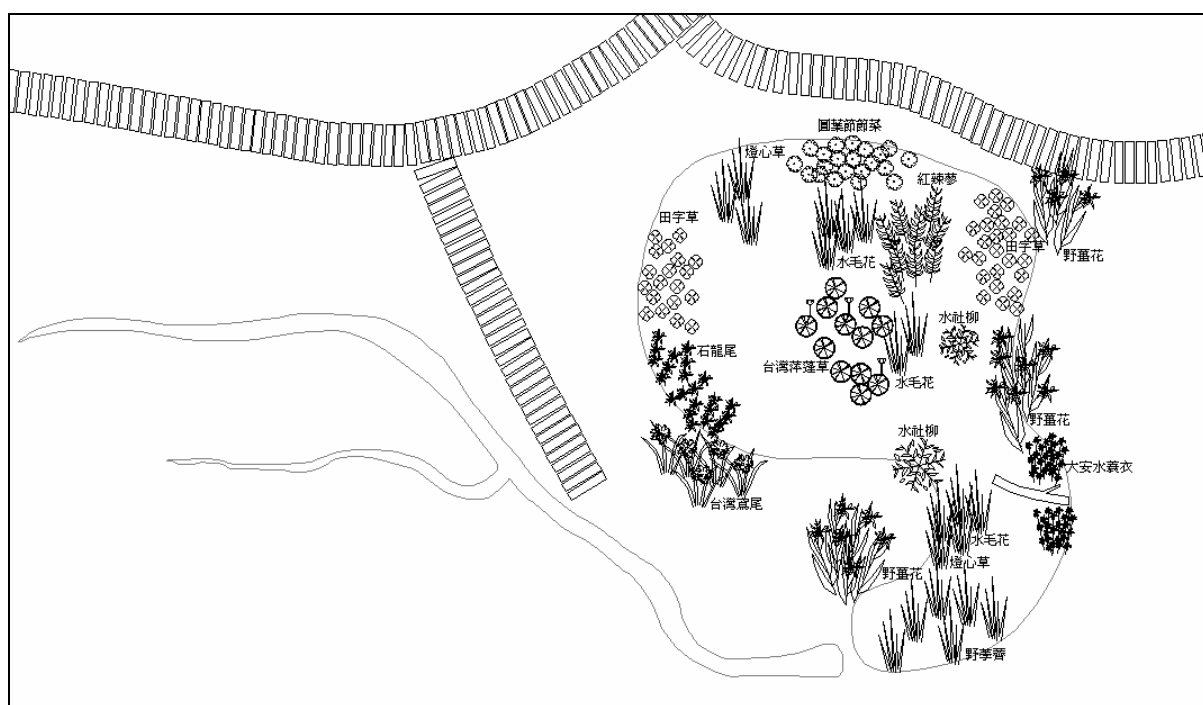 圓葉節節菜
燈心草
紅辣蓼
田字草
田字草
野薑花
水毛花
水社柳
石龍尾
台灣萍蓬草
水毛花
野薑花
水社柳
大安水蓑衣
台灣鳶尾
水毛花
燈心草
野薑花
野荸薺